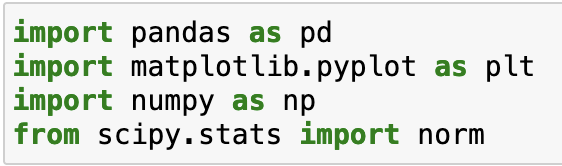 import pandas as pd
import matplotlib.pyplot as plt
import numpy as np
from scipy.stats import norm